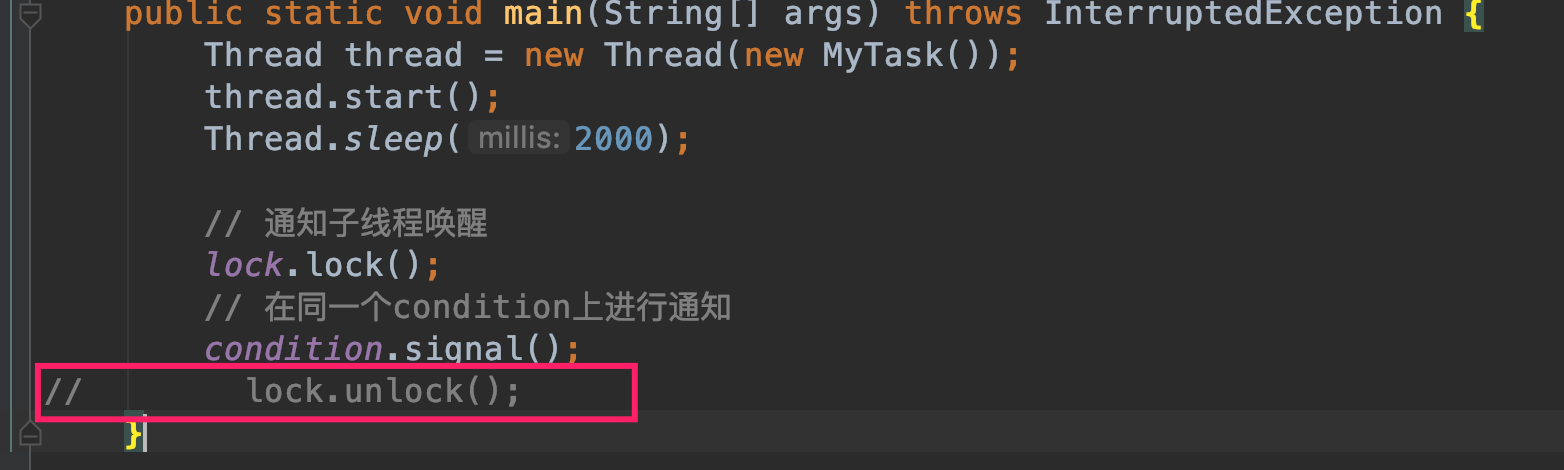 public static void main(String[] args) throws InterruptedException {
Thread thread = new Thread(new MyTask());
thread.start();
Thread.sleep( millis: 2000);
// 通知子线程唤醒
lock.lock();
// 在同一个condition上进行通知
condition.signal();
// lock.unlock();
}